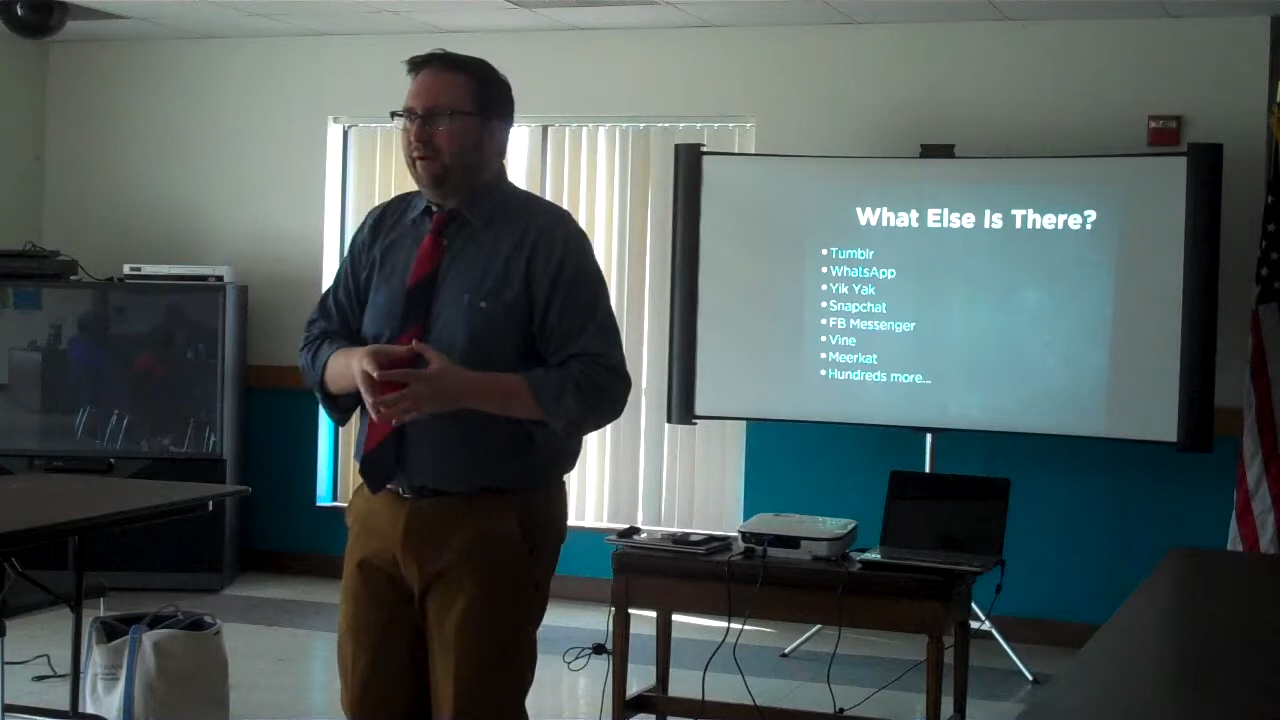 What Else Is There?
•Tumblr
•WhatsApp
•Yik Yak
•Snapchat
•FB Messenger
•Vine
•Meerkat
•Hundreds more...